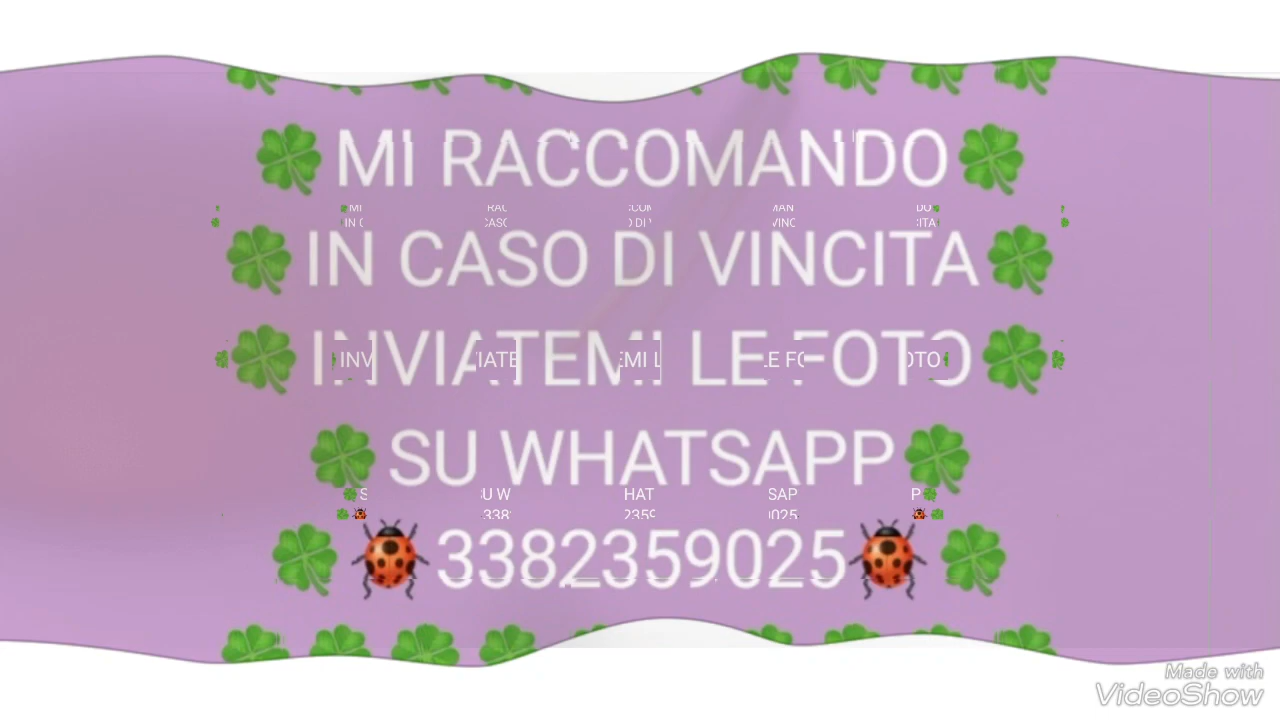 🍀MI RACCOMANDO🍀
🍀IN CASO DI VINCITA🍀
🍀INVIATEMI LE FOTO🍀
🍀SU WHATSAPP🍀
🍀🐞3382359025🐞🍀
Made with
VideoShow